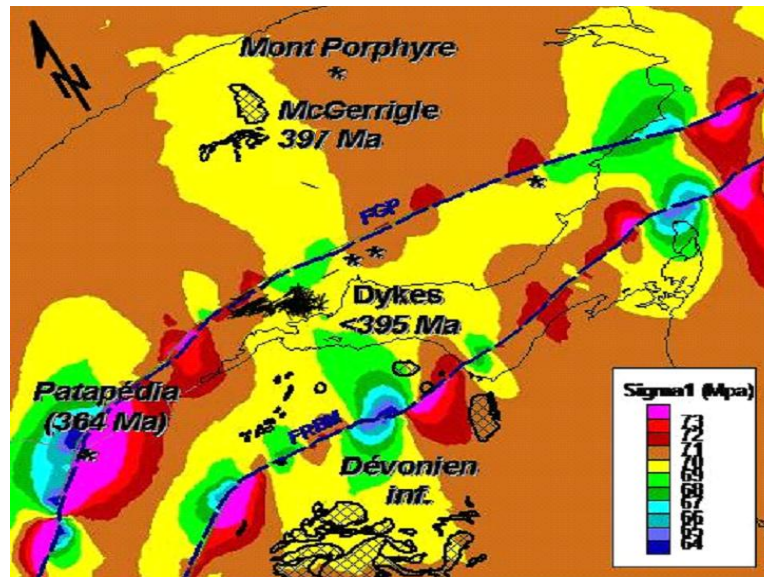 N
Mont Porphyre
McGerrigle
397 Ma
FGP
Dykes
<395 Ma
Patapédia
(364 Ma)
FRBM
Dévonien
inf.
Sigma1 (Mpa)
73
72
71
70
69
68
67
66
65
64